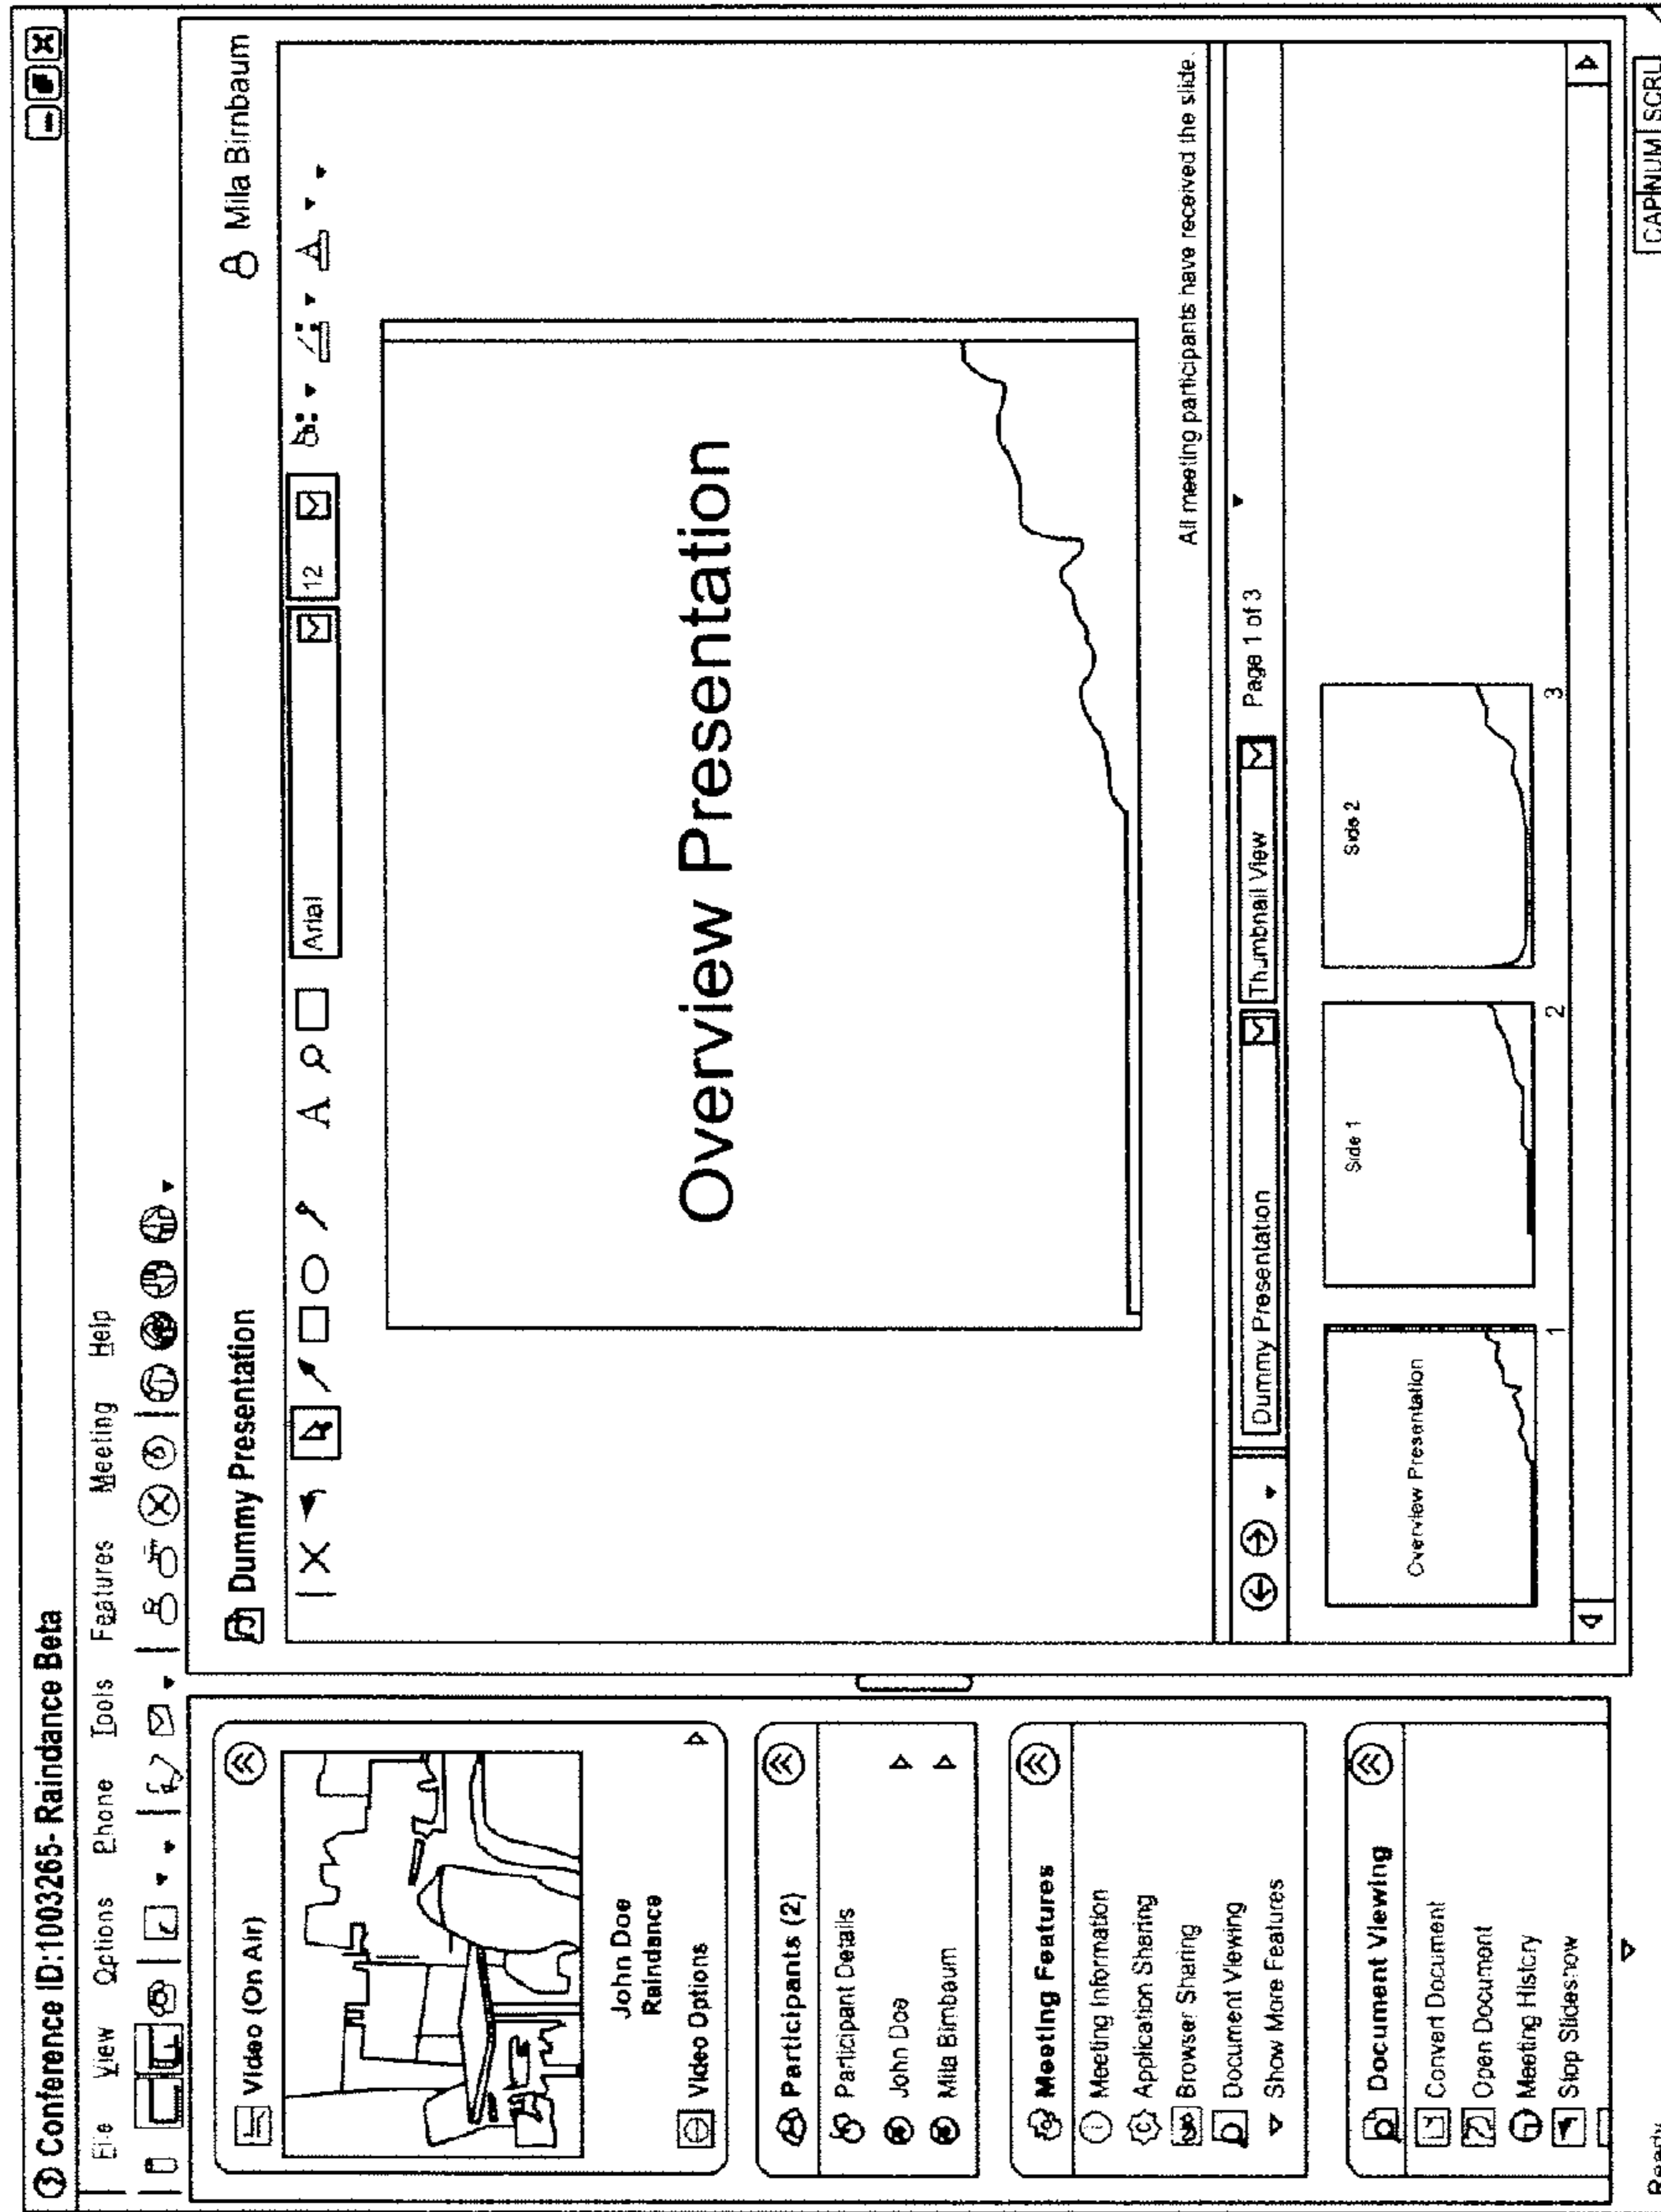 Conference ID:1003265- Raindance Beta
File View Options Phone Tools Features Meeting Help
Video (On Air)
John Doe
Raindance
Video Options
Participants (2)
Participant Details
John Doe
Mila Birnbaum
Meeting Features
Meeting Information
Application Sharing
Browser Sharing
Document Viewing
Show More Features
Document Viewing
Convert Document
Open Document
Meeting History
Stop Slideshow
Ready
Dummy Presentation
Mila Birnbaum
A
Arial
12
A
Overview Presentation
All meeting participants have received the slide.
Dummy Presentation
Thumbnail View
Page 1 of 3
Overview Presentation
1
Side 1
2
Side 2
3
CAP NUM SCRL